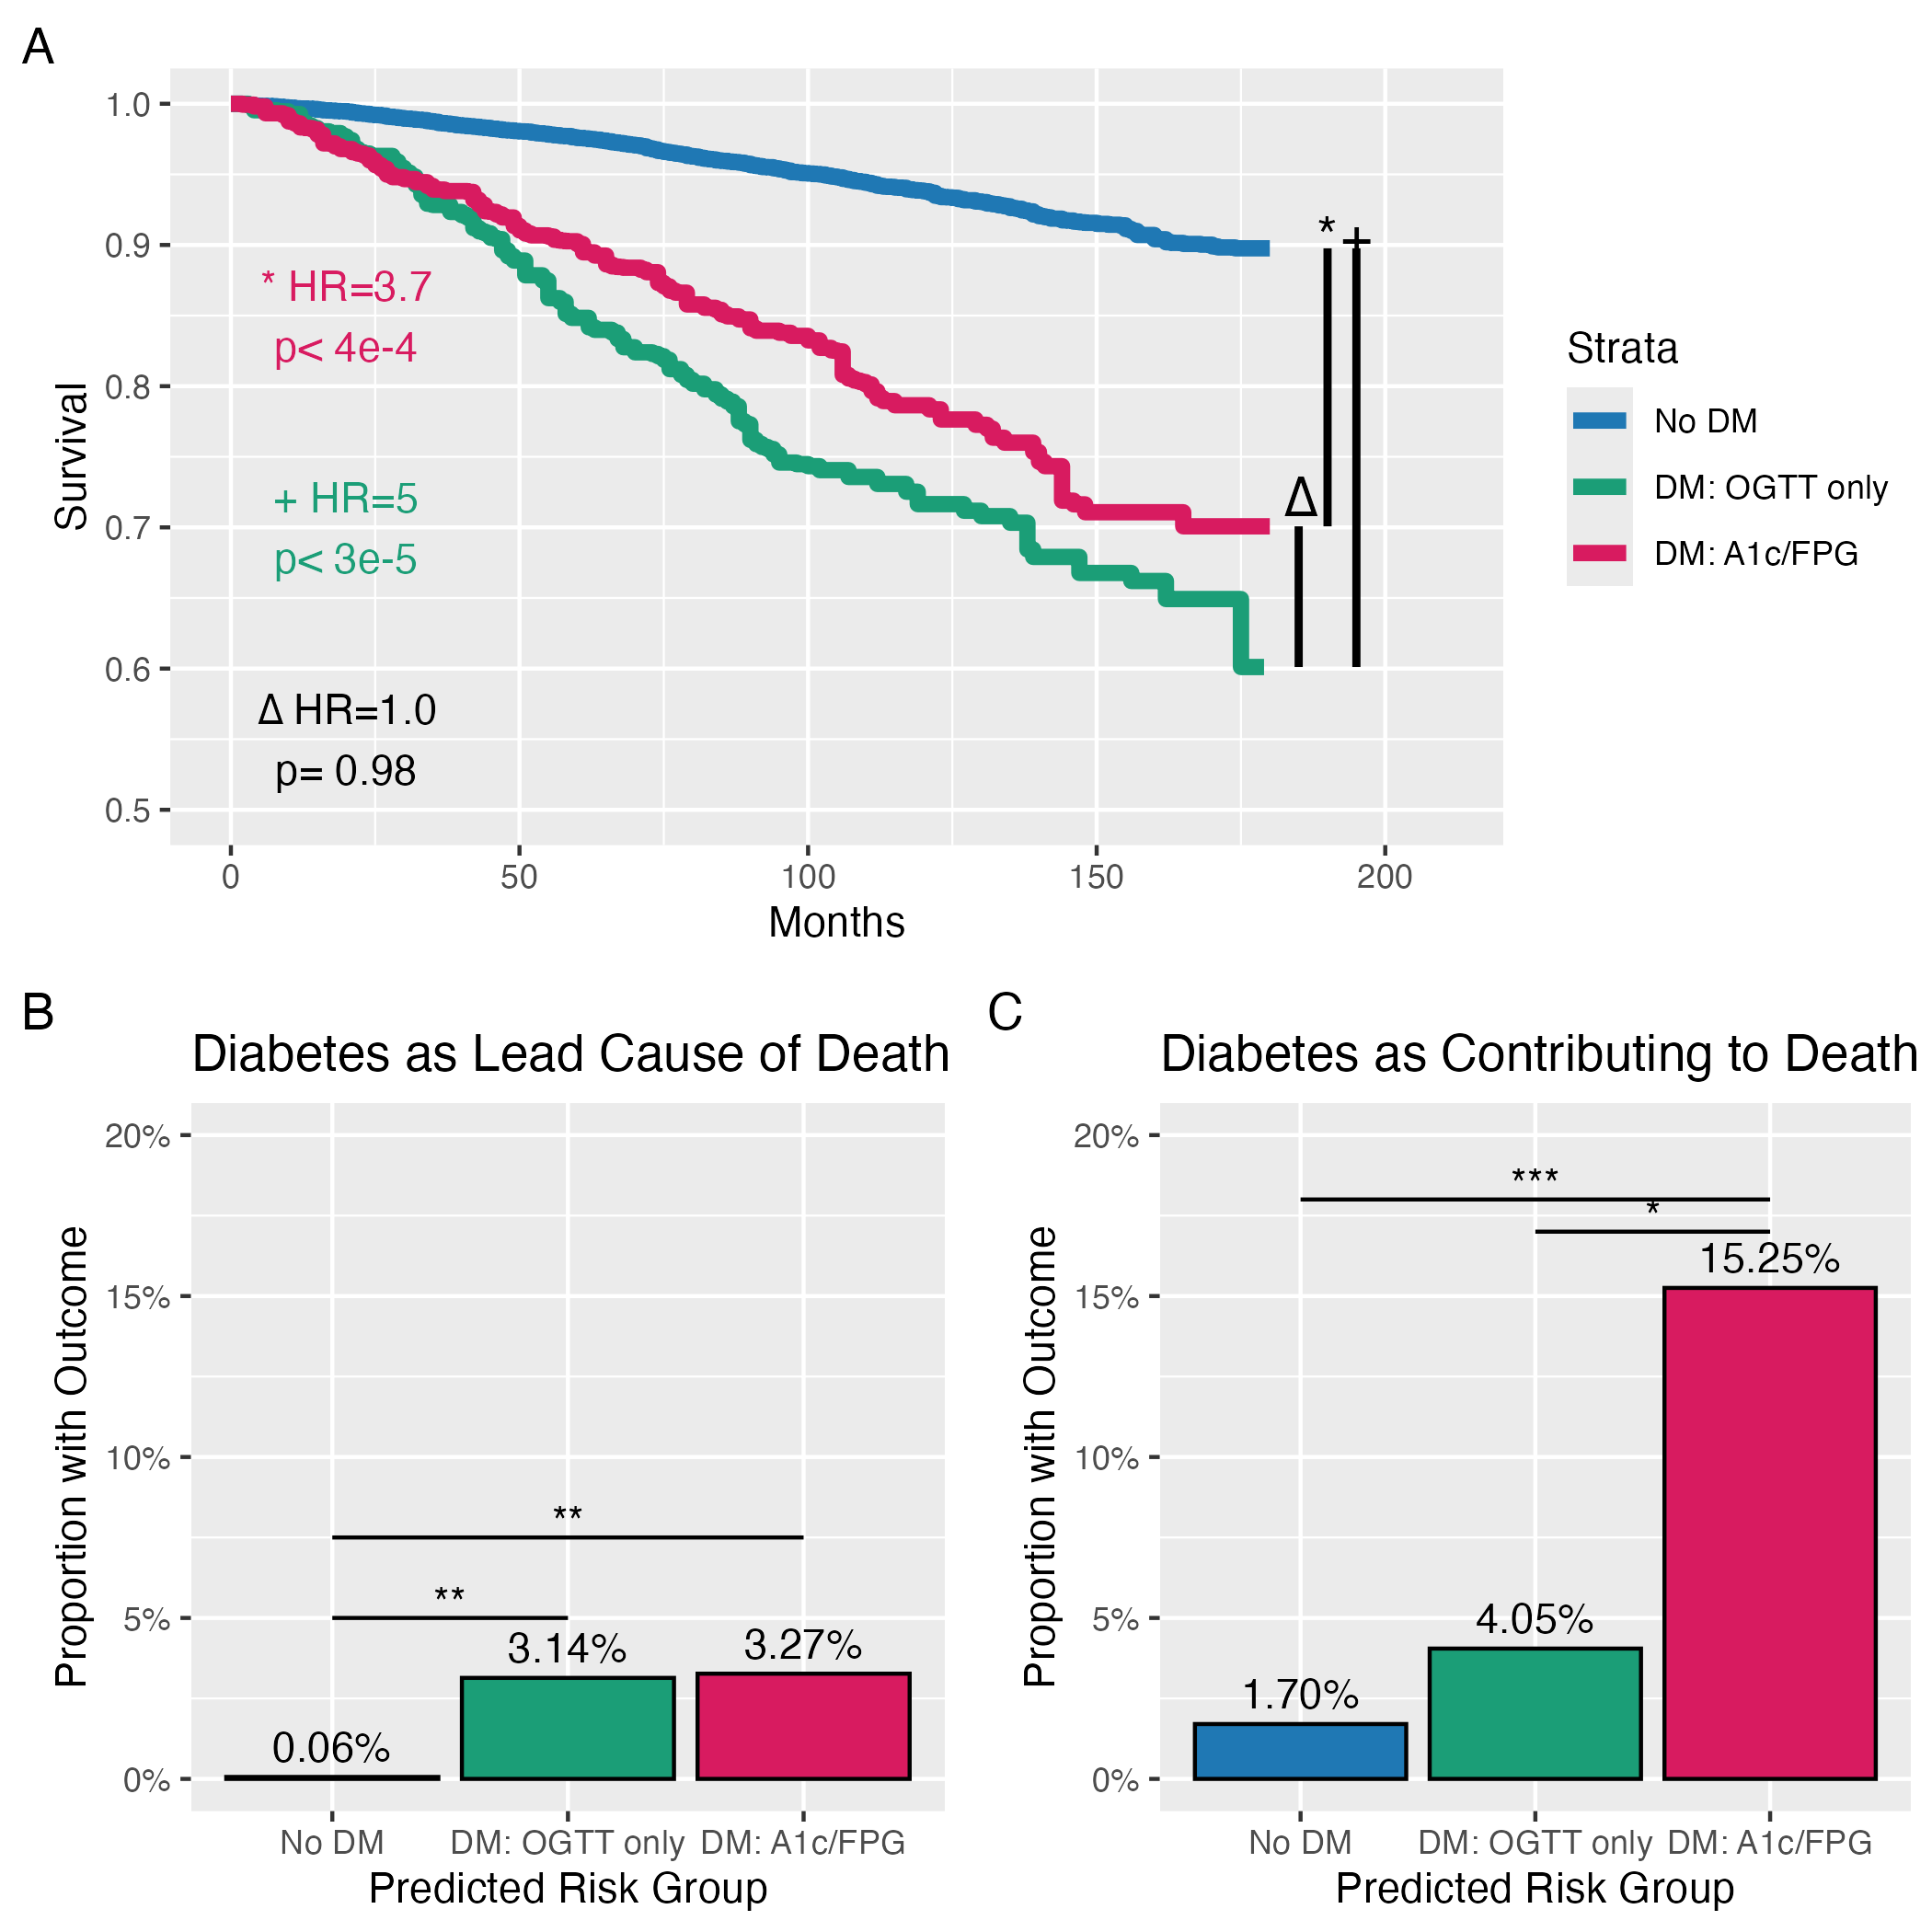 A
1.0
0.9
0.8
0.7
0.6
0.5
Survival
* HR=3.7
p< 4e-4
+ HR=5
p< 3e-5
Δ HR=1.0
p= 0.98
*
+
Δ
0 50 100 150 200
Months
Strata
No DM
DM: OGTT only
DM: A1c/FPG
B
Diabetes as Lead Cause of Death
Proportion with Outcome
20%
15%
10%
5%
0%
**
**
0.06%
3.14%
3.27%
No DM DM: OGTT only DM: A1c/FPG
Predicted Risk Group
C
Diabetes as Contributing to Death
Proportion with Outcome
20%
15%
10%
5%
0%
***
*
1.70%
4.05%
15.25%
No DM DM: OGTT only DM: A1c/FPG
Predicted Risk Group